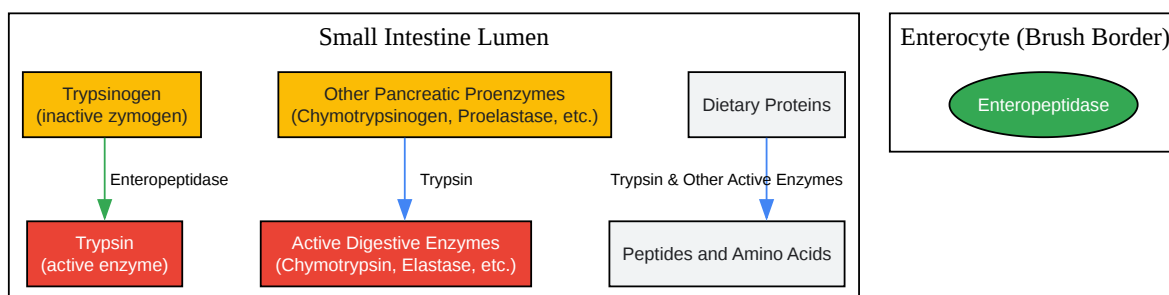 Small Intestine Lumen
Enterocyte (Brush Border)
Trypsinogen
(inactive zymogen)
Other Pancreatic Proenzymes
(Chymotrypsinogen, Proelastase, etc.)
Dietary Proteins
Enteropeptidase
Enteropeptidase
Trypsin
Trypsin & Other Active Enzymes
Trypsin
(active enzyme)
Active Digestive Enzymes
(Chymotrypsin, Elastase, etc.)
Peptides and Amino Acids